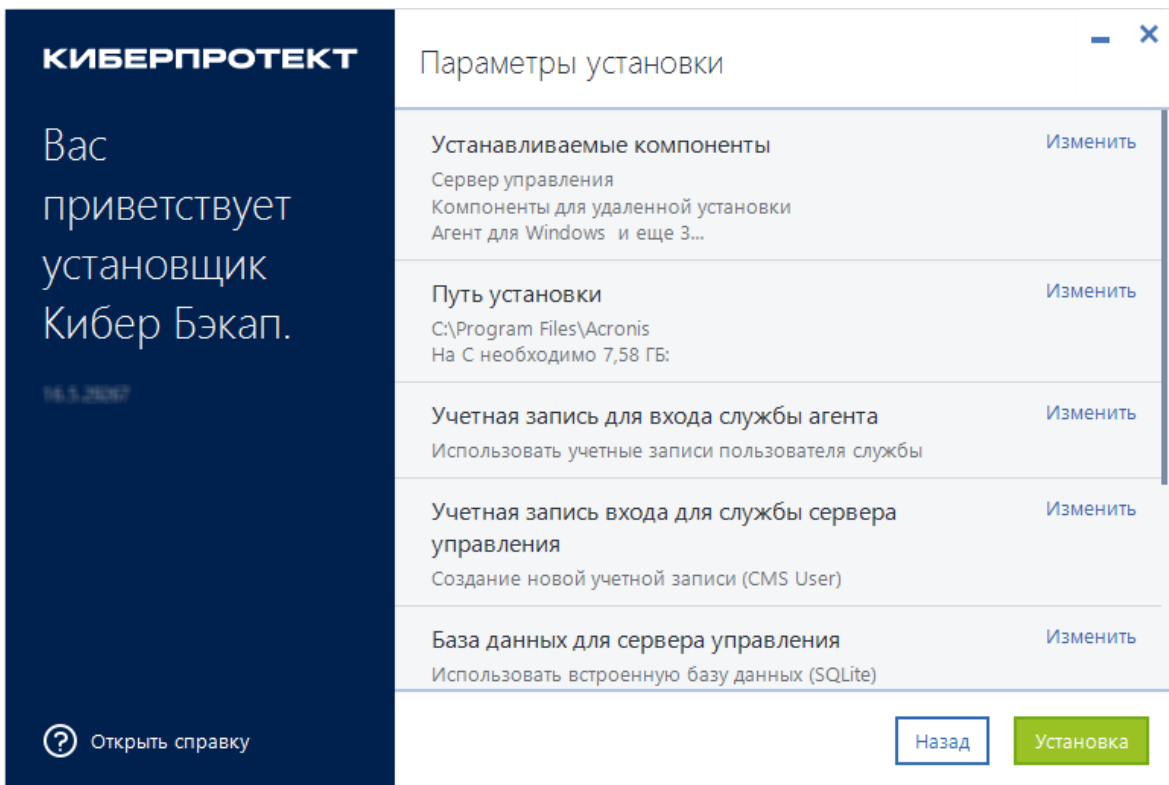 КИБЕРПРОТЕКТ
Вас
приветствует
установщик
Кибер Бэкап.
Открыть справку
Параметры установки
Устанавливаемые компоненты
Изменить
Сервер управления
Компоненты для удаленной установки
Агент для Windows и еще 3...
Путь установки
Изменить
C:\Program Files\Acronis
На C необходимо 7,58 ГБ:
Учетная запись для входа службы агента
Изменить
Использовать учетные записи пользователя службы
Учетная запись входа для службы сервера
управления
Изменить
Создание новой учетной записи (CMS User)
База данных для сервера управления
Изменить
Использовать встроенную базу данных (SQLite)
Назад
Установка